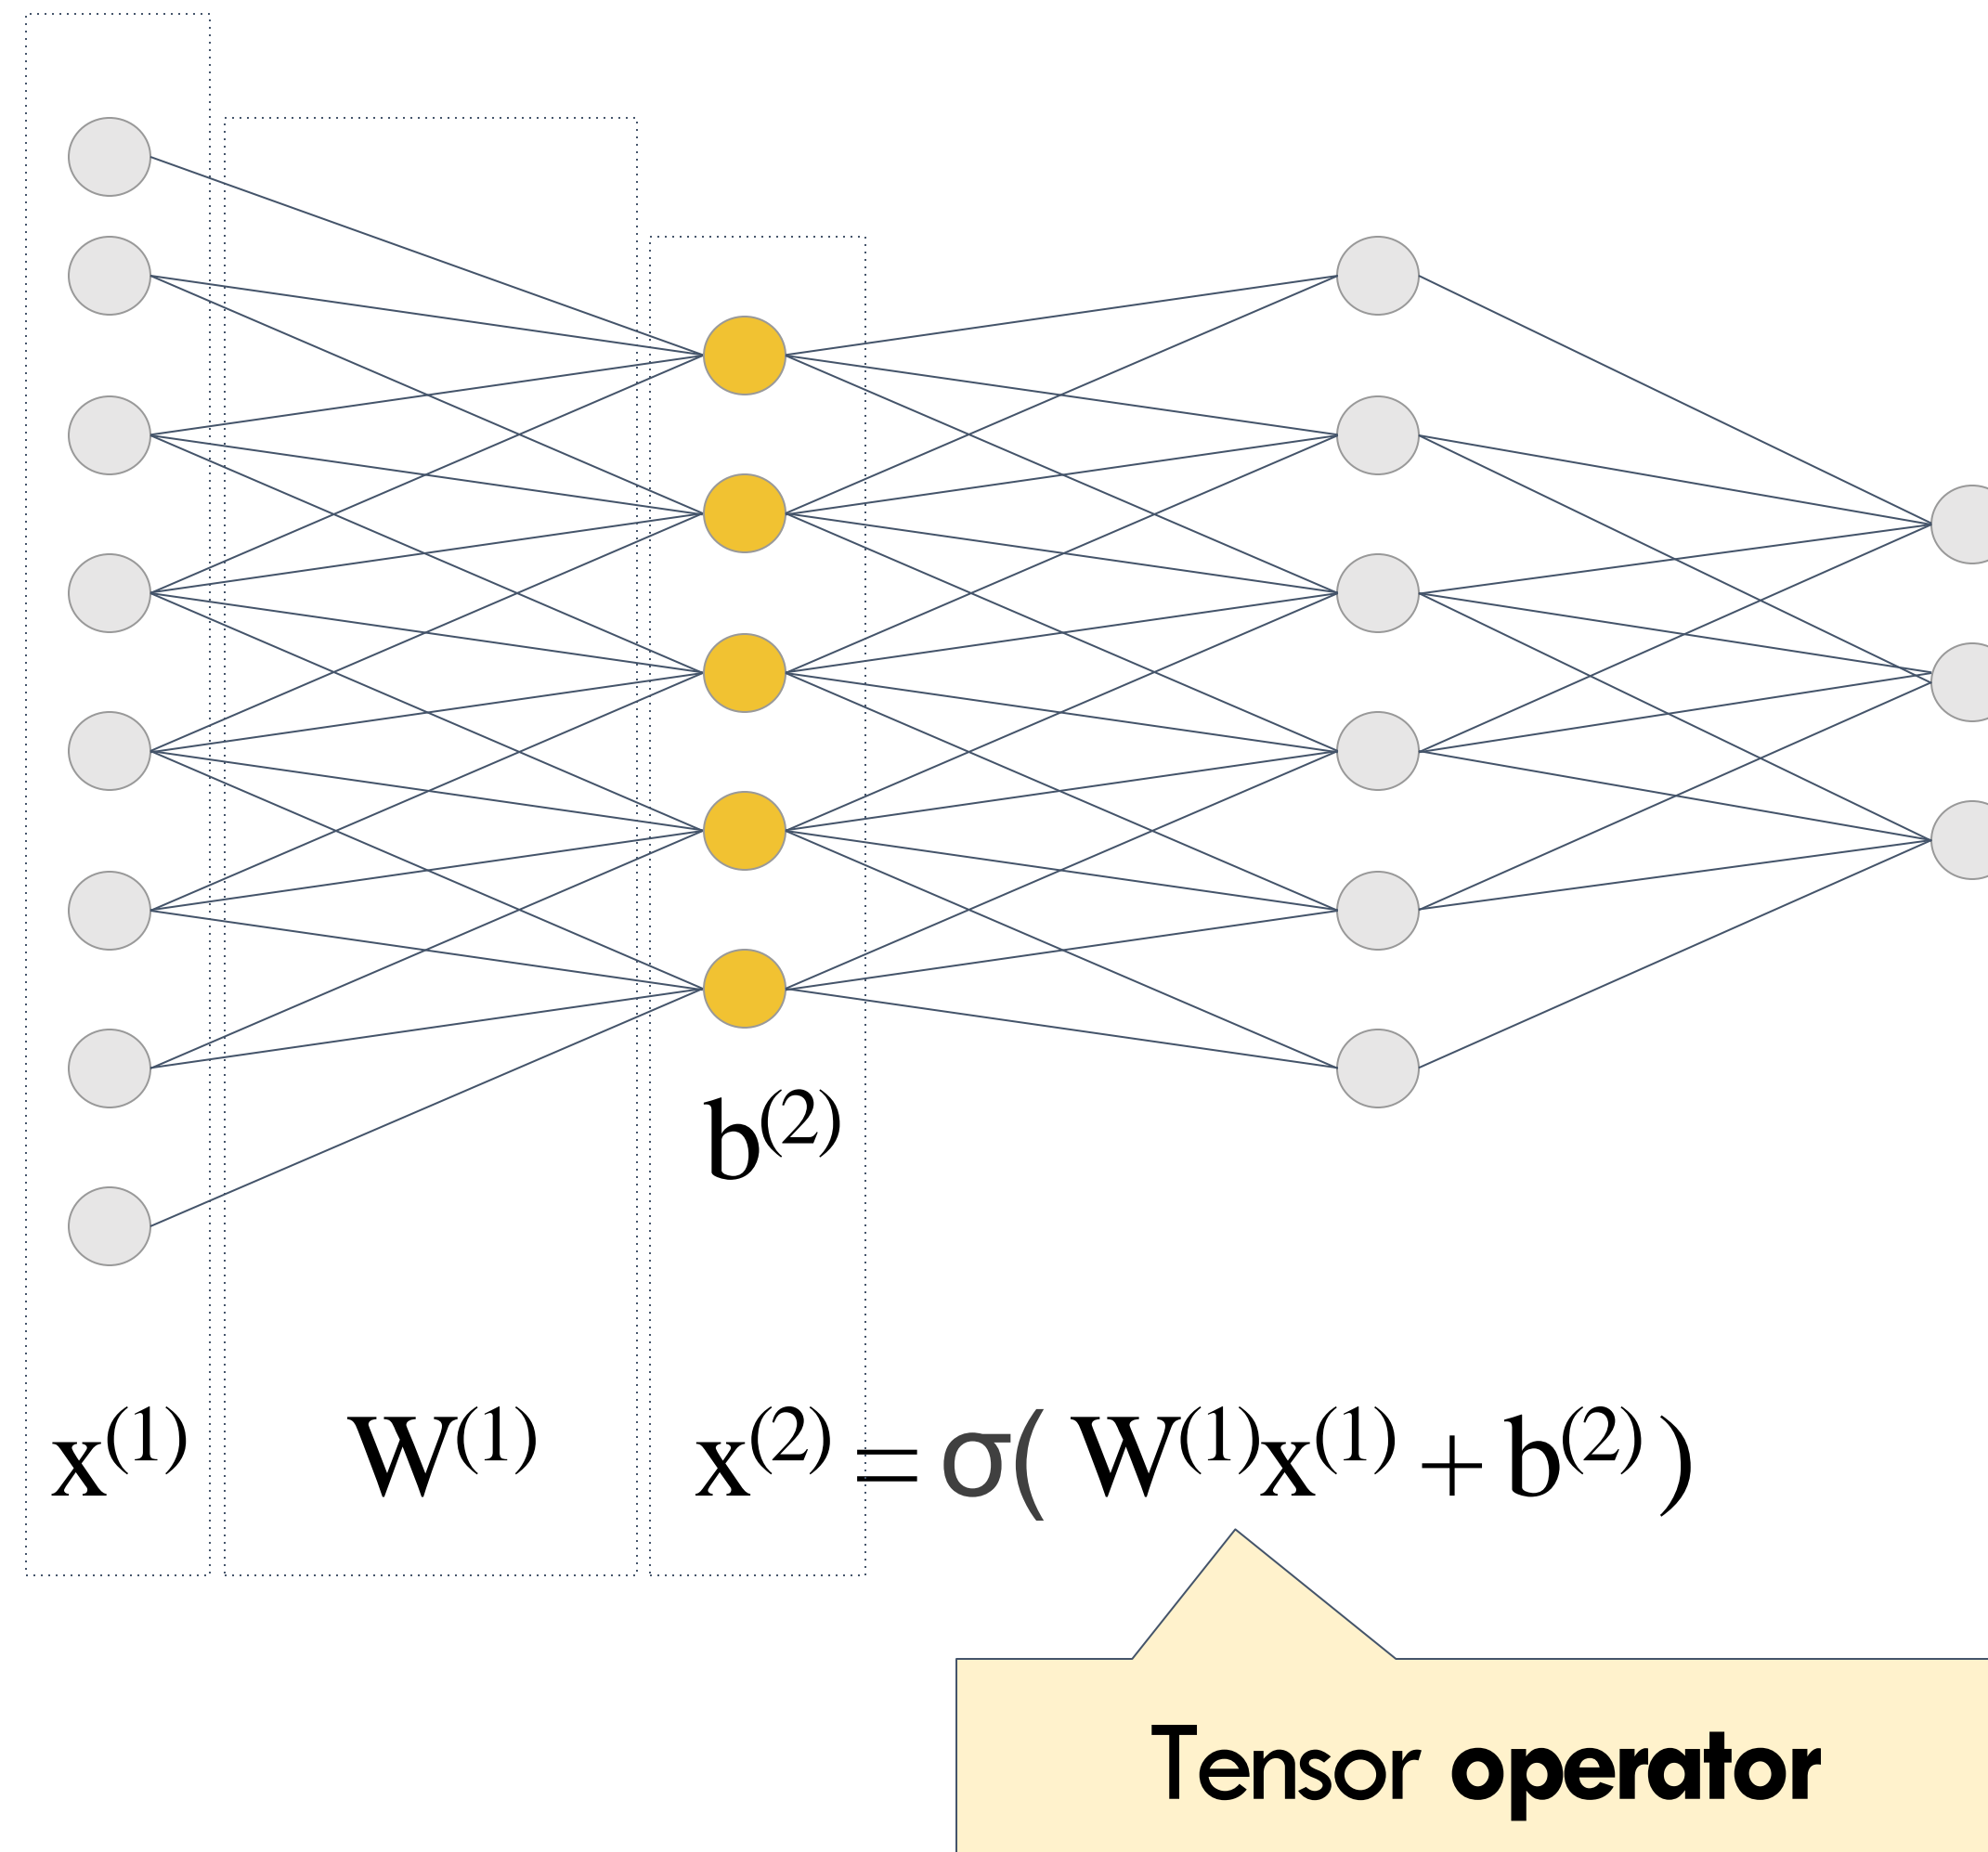 b⁽²⁾
x⁽¹⁾ W⁽¹⁾ x⁽²⁾ = σ( W⁽¹⁾x⁽¹⁾ + b⁽²⁾ )
Tensor operator